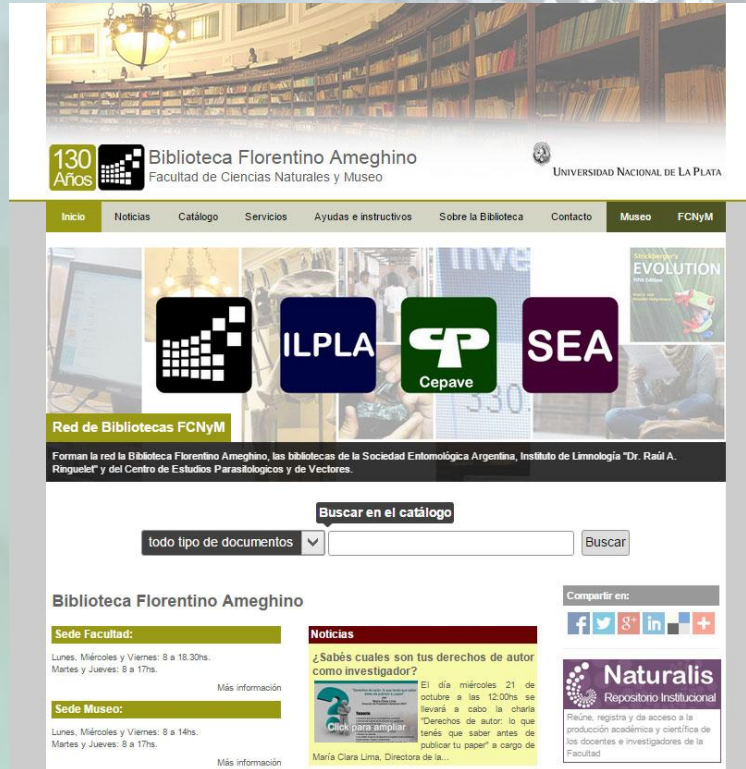 130
Años
Biblioteca Florentino Ameghino
Facultad de Ciencias Naturales y Museo
UNIVERSIDAD NACIONAL DE LA PLATA
Inicio Noticias Catálogo Servicios Ayudas e instructivos Sobre la Biblioteca Contacto Museo FCNyM
Strickberger's
EVOLUTION
Fifth Edition
ILPLA
CP
Cepave
SEA
330
Red de Bibliotecas FCNyM
Forman la red la Biblioteca Florentino Ameghino, las bibliotecas de la Sociedad Entomológica Argentina, Instituto de Limnología "Dr. Raúl A.
Ringuelet" y del Centro de Estudios Parasitologicos y de Vectores.
Buscar en el catálogo
todo tipo de documentos
Buscar
Biblioteca Florentino Ameghino
Sede Facultad:
Lunes, Miércoles y Viernes: 8 a 18.30hs.
Martes y Jueves: 8 a 17hs.
Más información
Sede Museo:
Lunes, Miércoles y Viernes: 8 a 14hs.
Martes y Jueves: 8 a 17hs.
Más información
Noticias
¿Sabés cuales son tus derechos de autor
como investigador?
Click para ampliar
El día miércoles 21 de
octubre a las 12:00hs se
llevará a cabo la charla
"Derechos de autor: lo que
tenés que saber antes de
publicar tu paper" a cargo de
María Clara Lima, Directora de la...
Compartir en:
f 8+ in +
Naturalis
Repositorio Institucional
Reúne, registra y da acceso a la
producción académica y científica de
los docentes e investigadores de la
Facultad